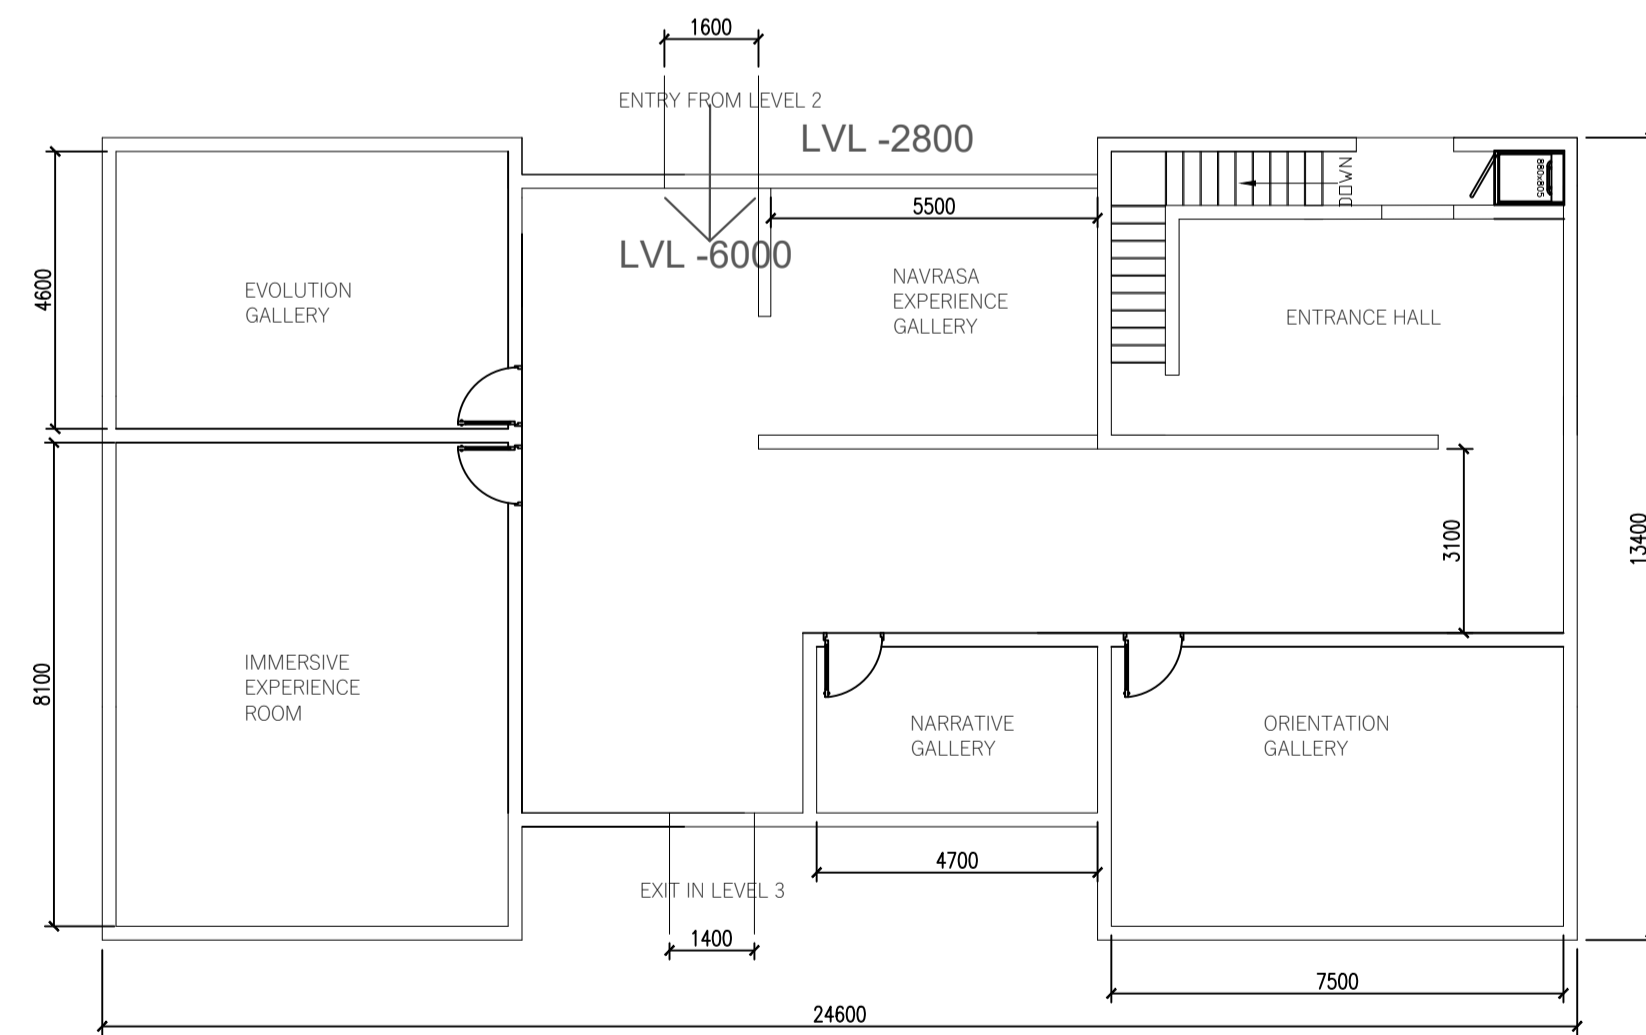 1600
ENTRY FROM LEVEL 2
LVL -2800
DOWN
880x805
5500
LVL -6000
4600
EVOLUTION
GALLERY
NAVRASA
EXPERIENCE
GALLERY
ENTRANCE HALL
3100
13400
8100
IMMERSIVE
EXPERIENCE
ROOM
NARRATIVE
GALLERY
ORIENTATION
GALLERY
4700
EXIT IN LEVEL 3
1400
7500
24600